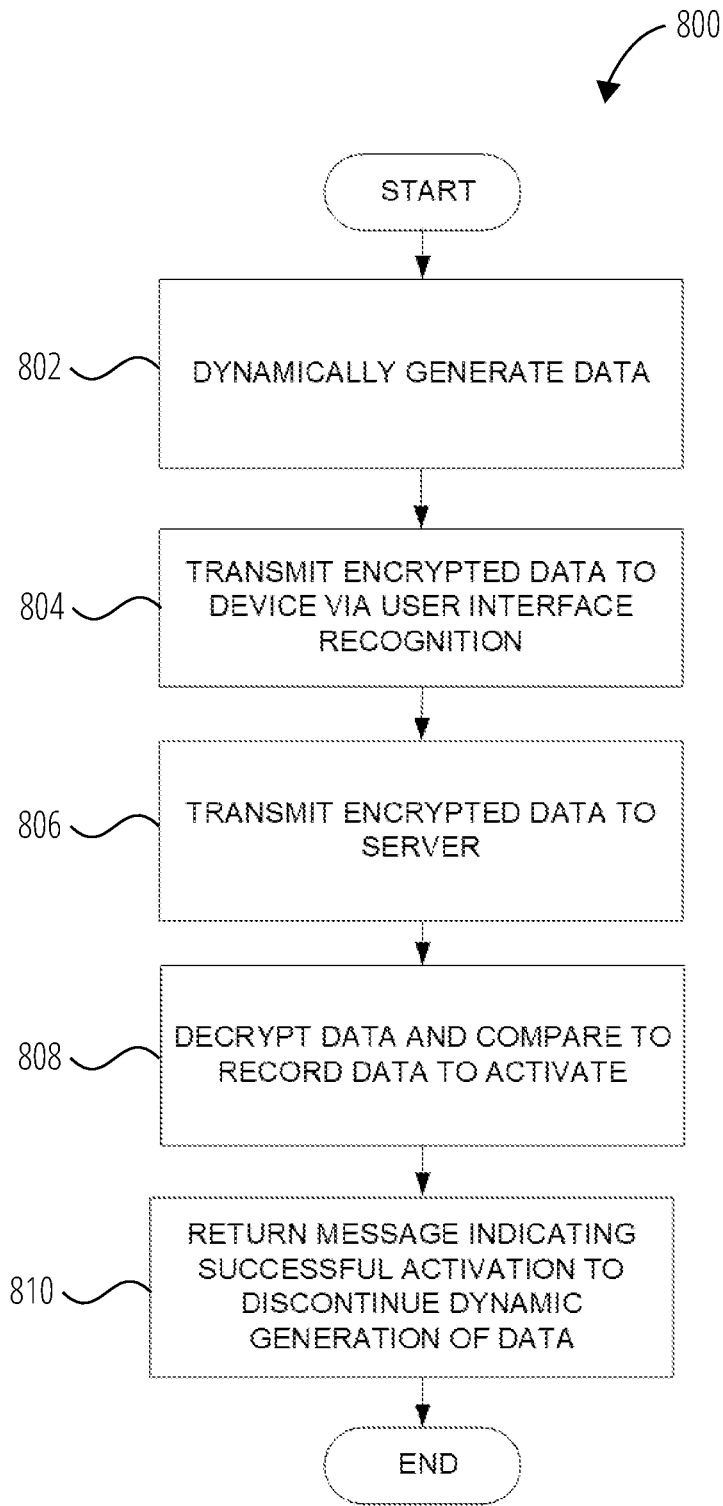 800
START
802
DYNAMICALLY GENERATE DATA
804
TRANSMIT ENCRYPTED DATA TO
DEVICE VIA USER INTERFACE
RECOGNITION
806
TRANSMIT ENCRYPTED DATA TO
SERVER
808
DECRYPT DATA AND COMPARE TO
RECORD DATA TO ACTIVATE
810
RETURN MESSAGE INDICATING
SUCCESSFUL ACTIVATION TO
DISCONTINUE DYNAMIC
GENERATION OF DATA
END